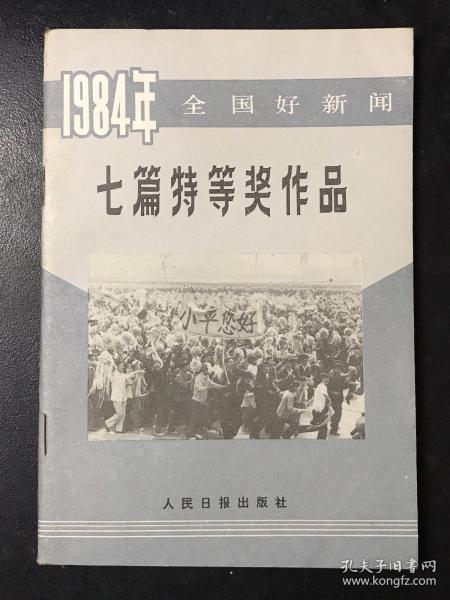 1984年 全国好新闻
七篇特等奖作品
小平您好
人民日报出版社
孔夫子旧书网
www.kongfz.com